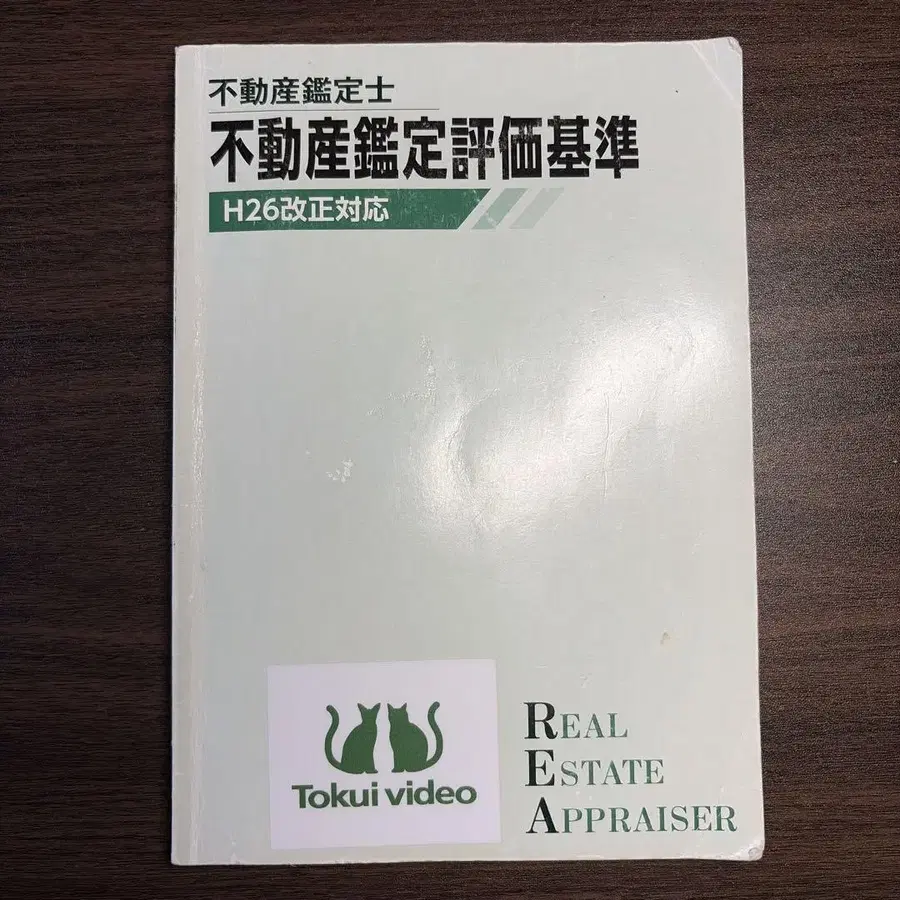 不動産鑑定士
不動産鑑定評価基準
H26改正対応
Tokui video
REAL
ESTATE
APPRAISER